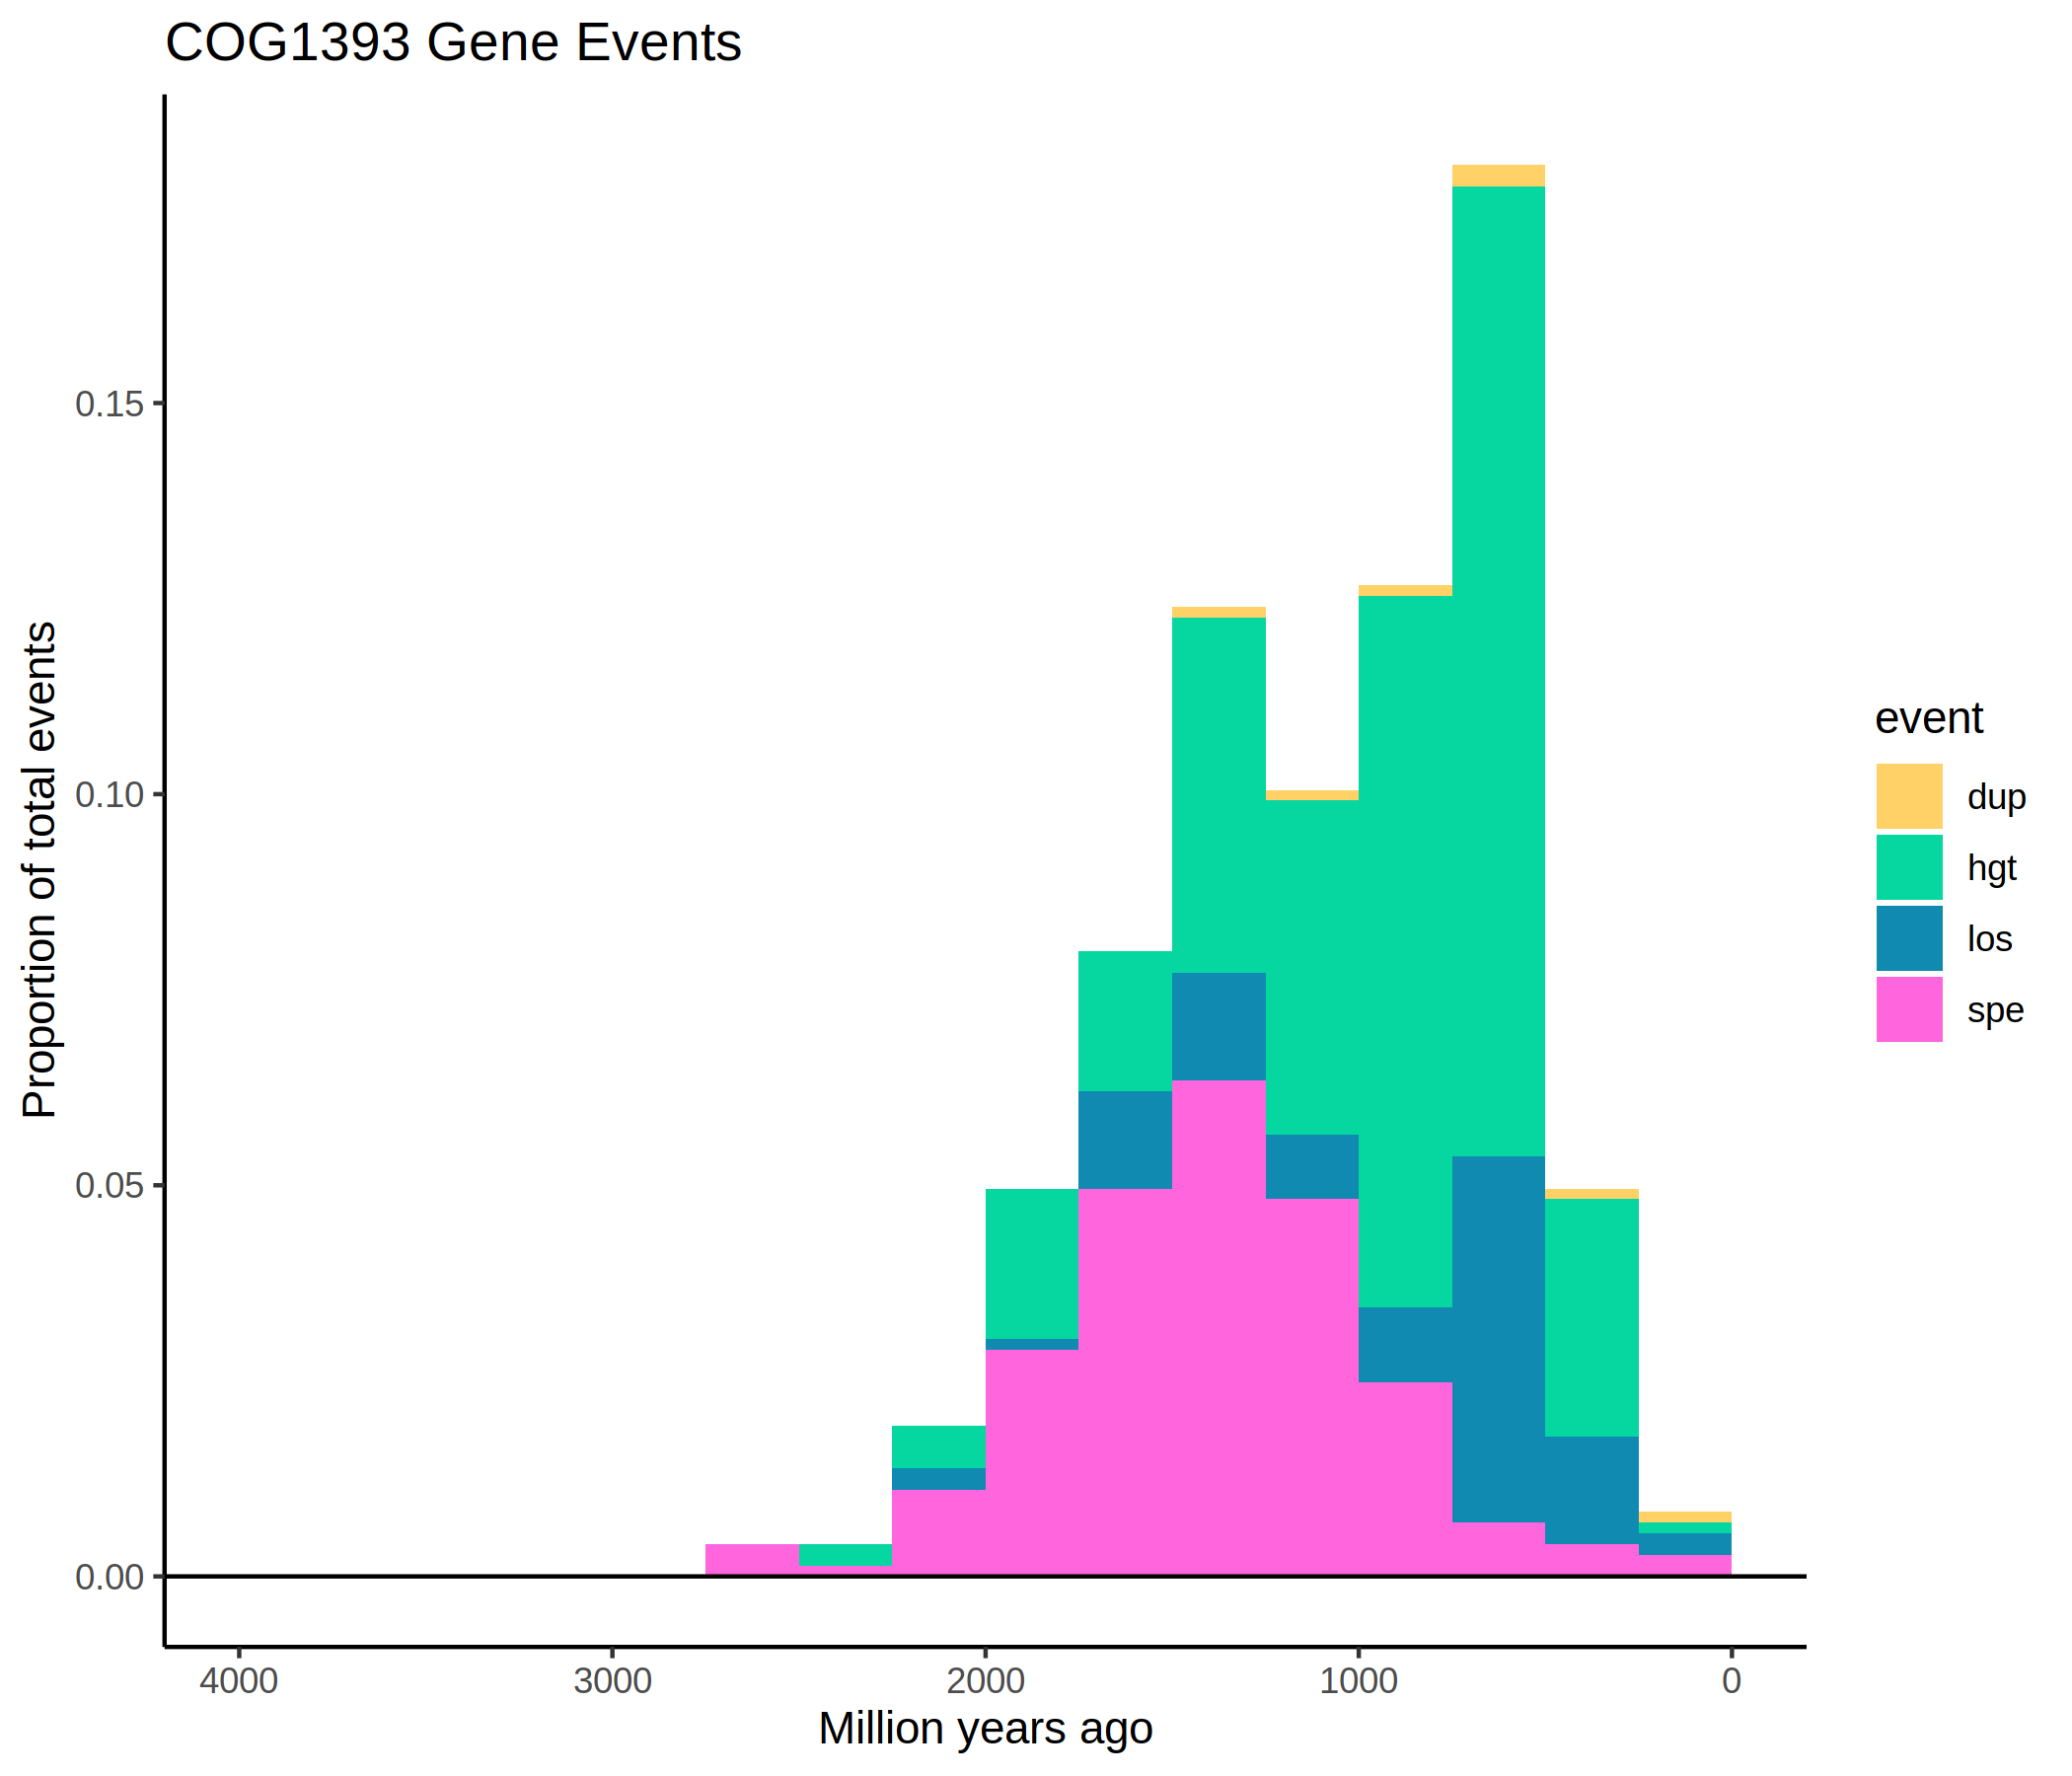 COG1393 Gene Events
Proportion of total events
0.15
0.10
0.05
0.00
4000
3000
2000
1000
0
Million years ago
event
dup
hgt
los
spe